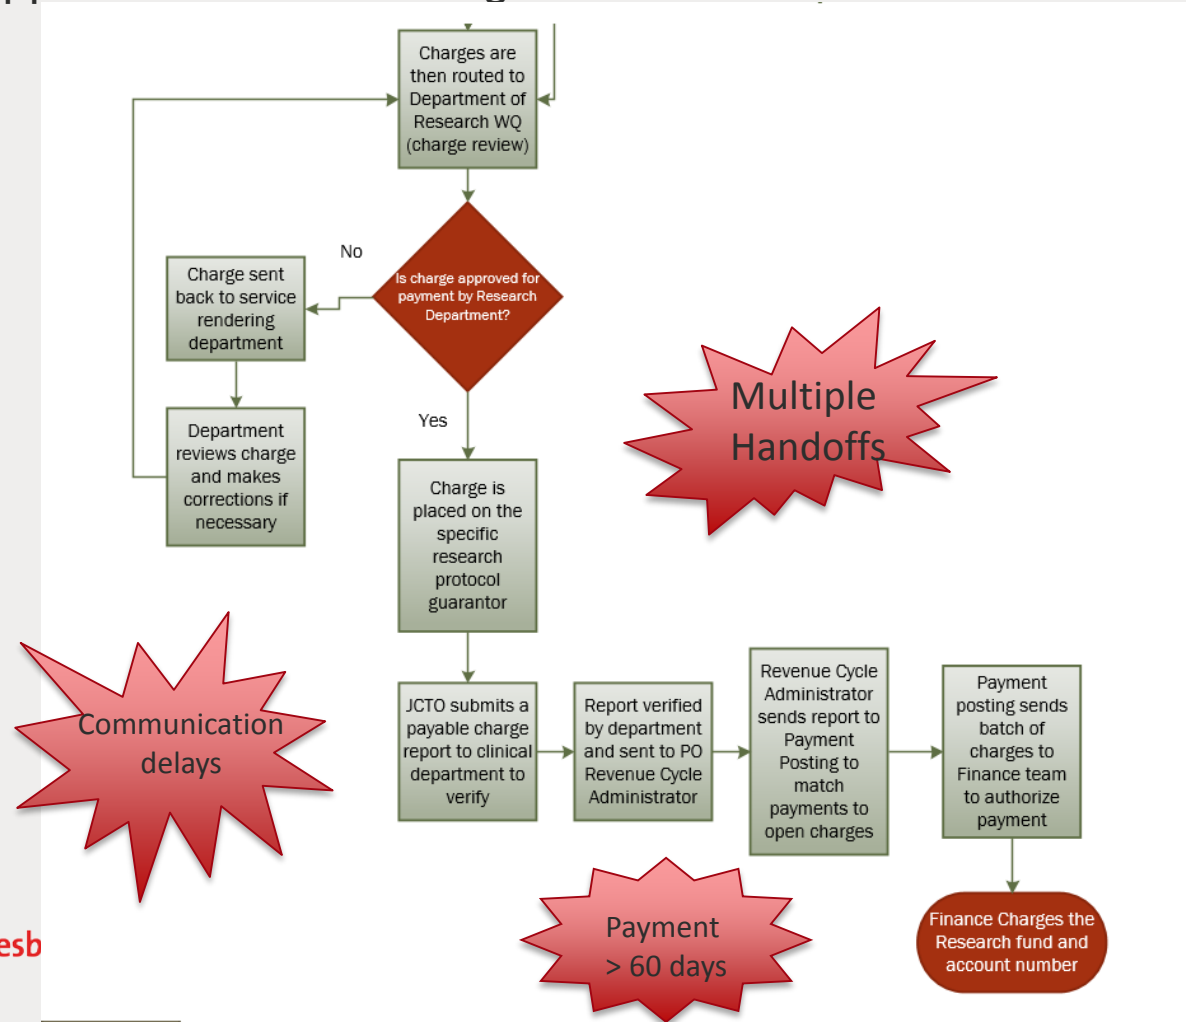 Charges are
then routed to
Department of
Research WQ
(charge review)
No
Is charge approved for
payment by Research
Department?
Charge sent
back to service
rendering
department
Yes
Department
reviews charge
and makes
corrections if
necessary
Multiple
Handoffs
Charge is
placed on the
specific
research
protocol
guarantor
Communication
delays
JCTO submits a
payable charge
report to clinical
department to
verify
Report verified
by department
and sent to PO
Revenue Cycle
Administrator
Revenue Cycle
Administrator
sends report to
Payment
Posting to
match
payments to
open charges
Payment
posting sends
batch of
charges to
Finance team
to authorize
payment
Payment
> 60 days
Finance Charges the
Research fund and
account number
esb